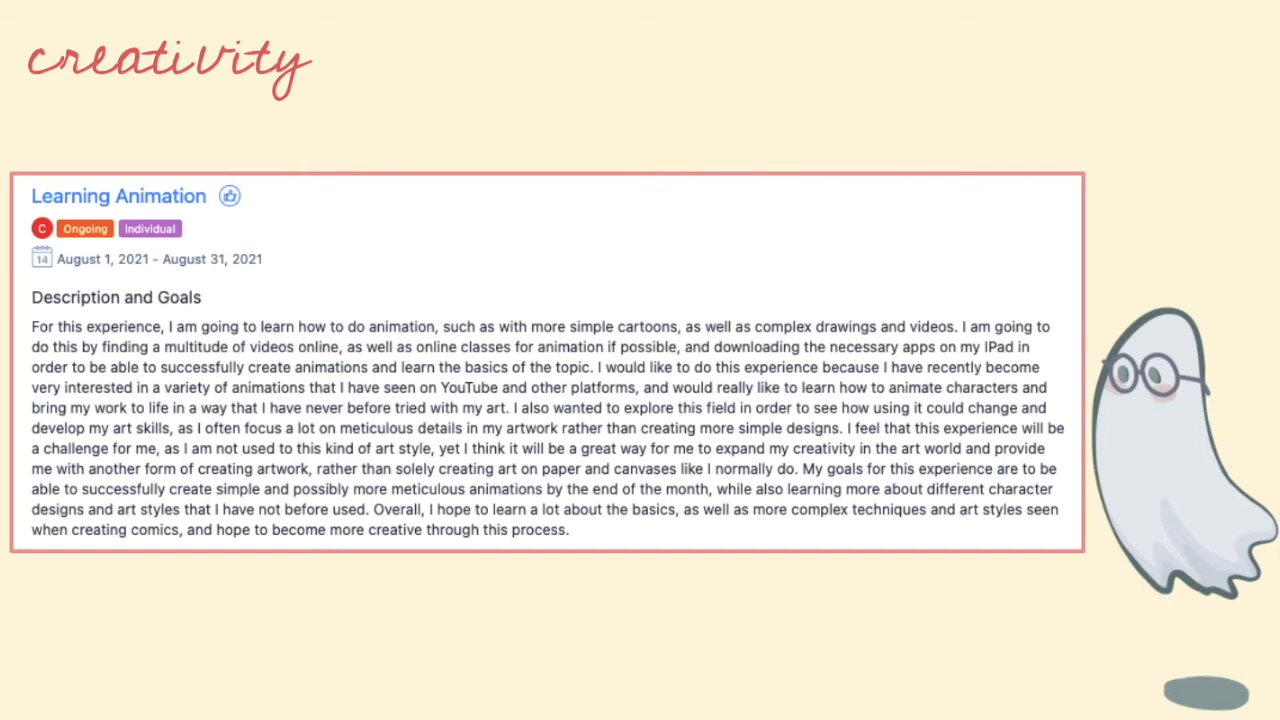 creativity
Learning Animation
C Ongoing Individual
14 August 1, 2021 - August 31, 2021
Description and Goals
For this experience, I am going to learn how to do animation, such as with more simple cartoons, as well as complex drawings and videos. I am going to
do this by finding a multitude of videos online, as well as online classes for animation if possible, and downloading the necessary apps on my IPad in
order to be able to successfully create animations and learn the basics of the topic. I would like to do this experience because I have recently become
very interested in a variety of animations that I have seen on YouTube and other platforms, and would really like to learn how to animate characters and
bring my work to life in a way that I have never before tried with my art. I also wanted to explore this field in order to see how using it could change and
develop my art skills, as I often focus a lot on meticulous details in my artwork rather than creating more simple designs. I feel that this experience will be
a challenge for me, as I am not used to this kind of art style, yet I think it will be a great way for me to expand my creativity in the art world and provide
me with another form of creating artwork, rather than solely creating art on paper and canvases like I normally do. My goals for this experience are to be
able to successfully create simple and possibly more meticulous animations by the end of the month, while also learning more about different character
designs and art styles that I have not before used. Overall, I hope to learn a lot about the basics, as well as more complex techniques and art styles seen
when creating comics, and hope to become more creative through this process.